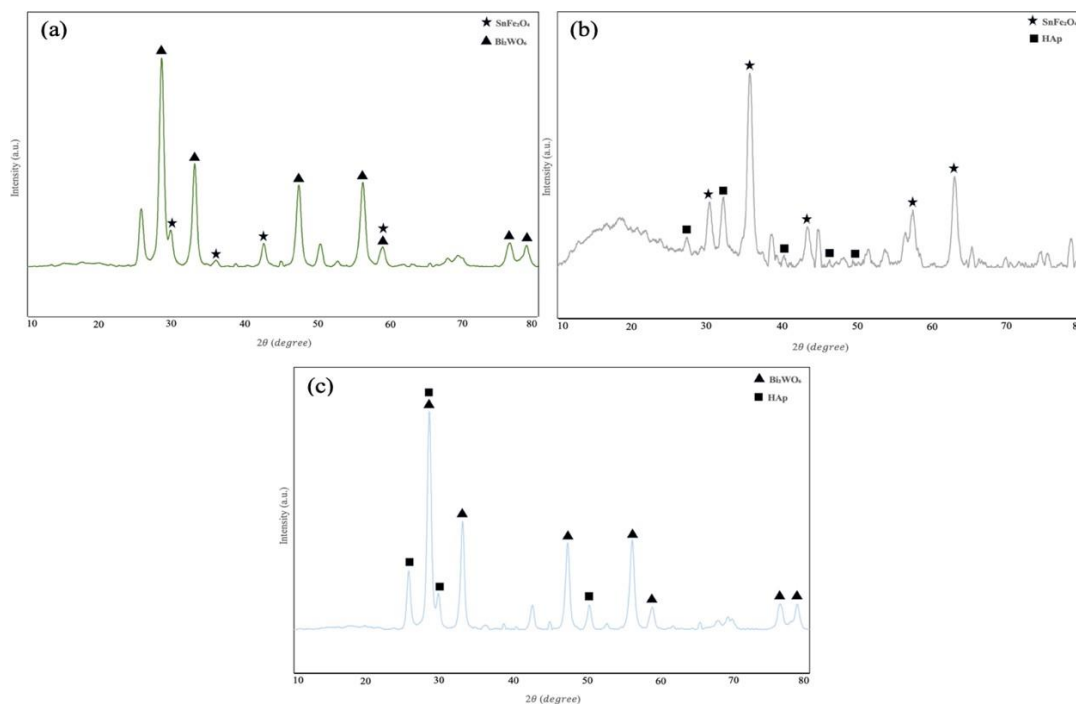 (a)
★ SnFe₂O₄
▲ Bi₂WO₆
Intensity (a.u.)
10 20 30 40 50 60 70 80
2θ (degree)
(b)
★ SnFe₂O₄
■ HAp
Intensity (a.u.)
10 20 30 40 50 60 70 80
2θ (degree)
(c)
▲ Bi₂WO₆
■ HAp
Intensity (a.u.)
10 20 30 40 50 60 70 80
2θ (degree)